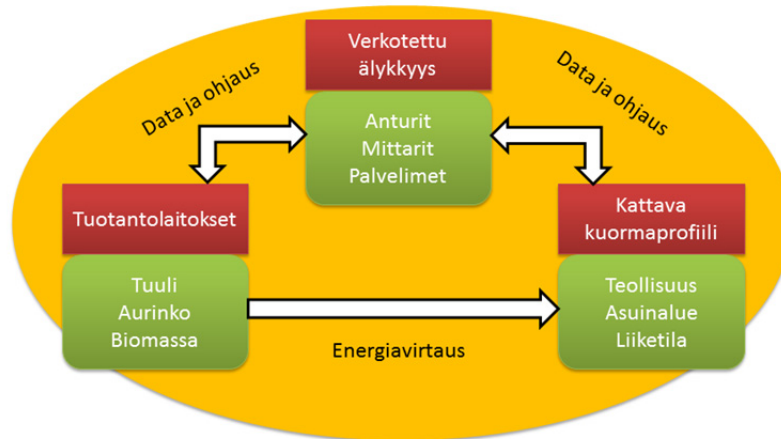 Verkotettu
älykkyys
Data ja ohjaus
Data ja ohjaus
Anturit
Mittarit
Palvelimet
Tuotantolaitokset
Kattava
kuormaprofiili
Tuuli
Aurinko
Biomassa
Teollisuus
Asuinalue
Liiketila
Energiavirtaus